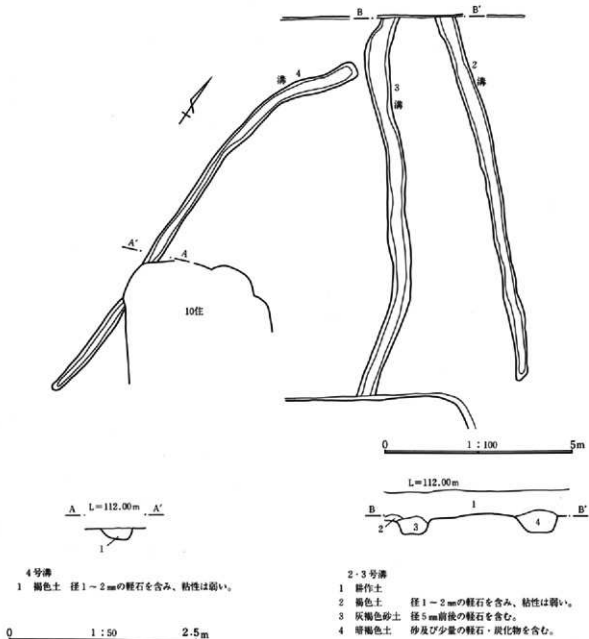 B
B'
溝 4
3 溝
2 溝
A'
A
10住
0 1：100 5m
A L＝112.00m A'
1
4号溝
1 褐色土 径1～2㎜の軽石を含み、粘性は弱い。
0 1：50 2.5m
L＝112.00m
B 1 B'
2 3 4
2・3号溝
1 耕作土
2 褐色土 径1～2㎜の軽石を含み、粘性は弱い。
3 灰褐色砂土 径5㎜前後の軽石を含む。
4 暗褐色土 砂及び少量の軽石・炭化物を含む。